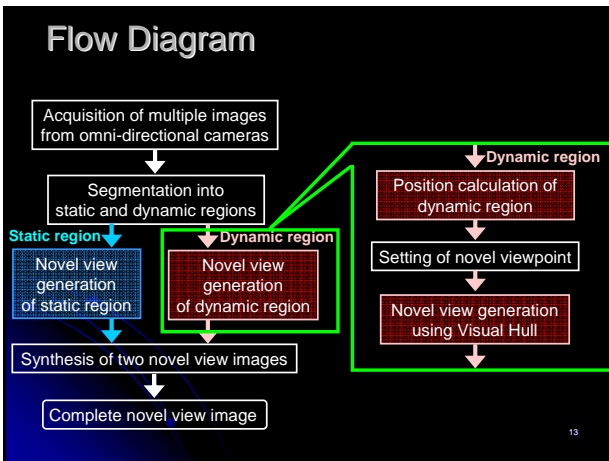 Flow Diagram
Acquisition of multiple images
from omni-directional cameras
Segmentation into
static and dynamic regions
Static region
Dynamic region
Novel view
generation
of static region
Novel view
generation
of dynamic region
Synthesis of two novel view images
Complete novel view image
Dynamic region
Position calculation of
dynamic region
Setting of novel viewpoint
Novel view generation
using Visual Hull
13